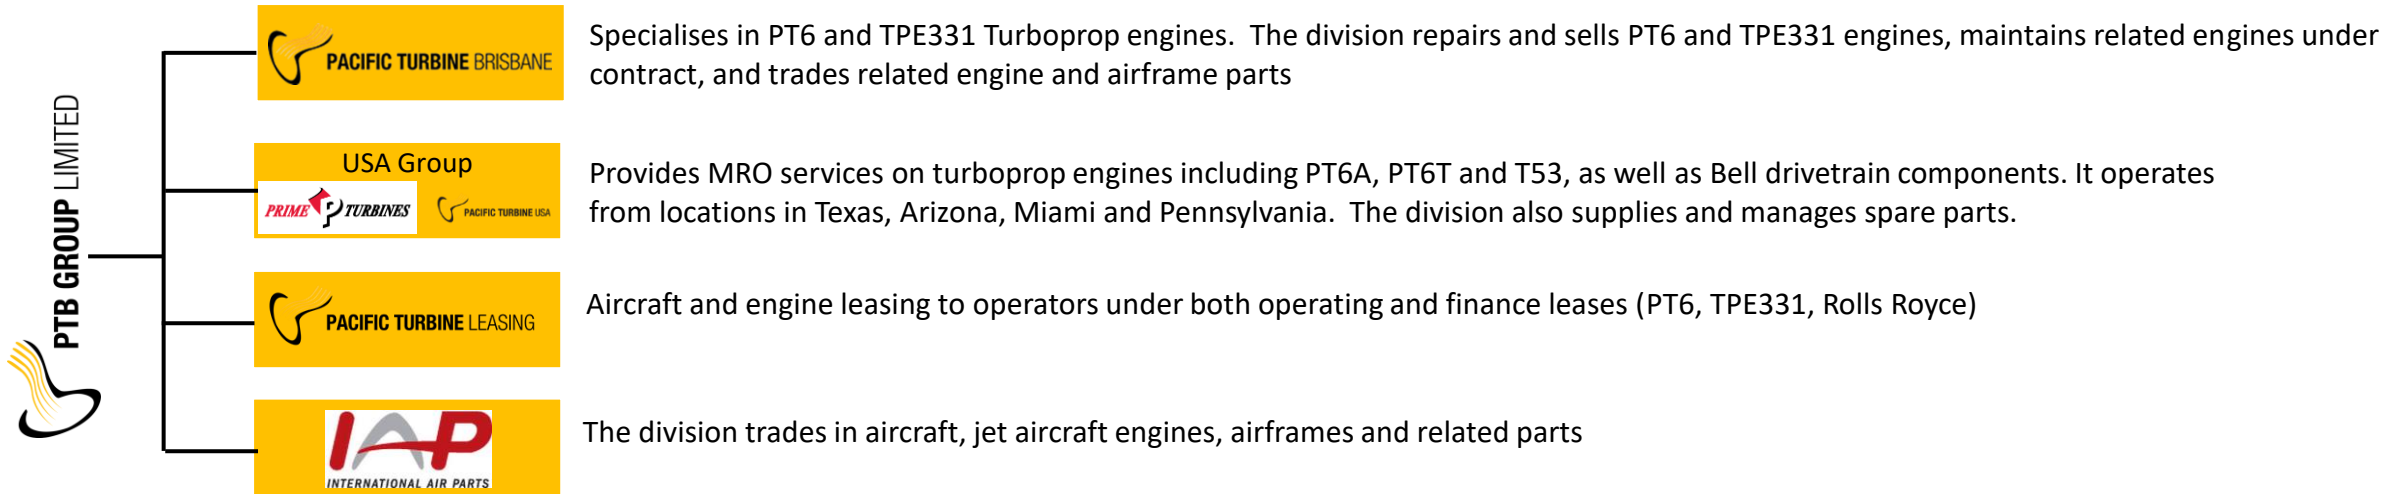 PTB GROUP LIMITED
PACIFIC TURBINE BRISBANE
Specialises in PT6 and TPE331 Turboprop engines.  The division repairs and sells PT6 and TPE331 engines, maintains related engines under
contract, and trades related engine and airframe parts
USA Group
PRIME TURBINES
PACIFIC TURBINE USA
Provides MRO services on turboprop engines including PT6A, PT6T and T53, as well as Bell drivetrain components. It operates
from locations in Texas, Arizona, Miami and Pennsylvania.  The division also supplies and manages spare parts.
PACIFIC TURBINE LEASING
Aircraft and engine leasing to operators under both operating and finance leases (PT6, TPE331, Rolls Royce)
IAP
INTERNATIONAL AIR PARTS
The division trades in aircraft, jet aircraft engines, airframes and related parts